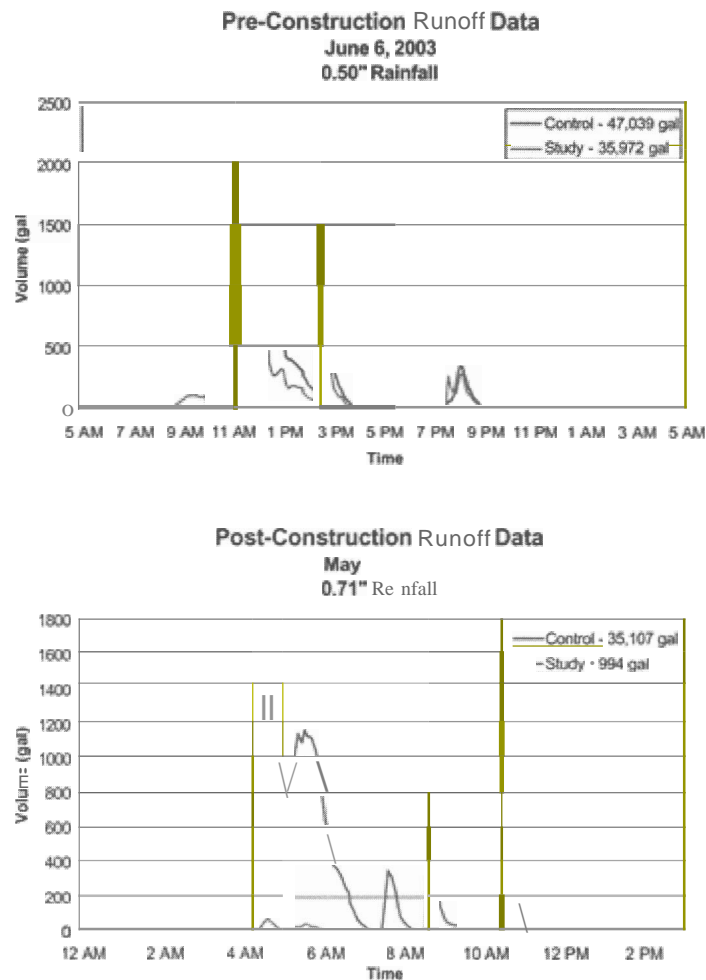 Pre-Construction Runoff Data
June 6, 2003
0.50" Rainfall
2500
2000
1500
1000
500
0
Volume (gal
Control - 47,039 gal
Study - 35,972 gal
5 AM 7 AM 9 AM 11 AM 1 PM 3 PM 5 PM 7 PM 9 PM 11 PM 1 AM 3 AM 5 AM
Time
Post-Construction Runoff Data
May
0.71" Re nfall
1800
1600
1400
1200
1000
800
600
400
200
0
Volum: (gal)
Control - 35,107 gal
Study - 994 gal
12 AM 2 AM 4 AM 6 AM 8 AM 10 AM 12 PM 2 PM
Time